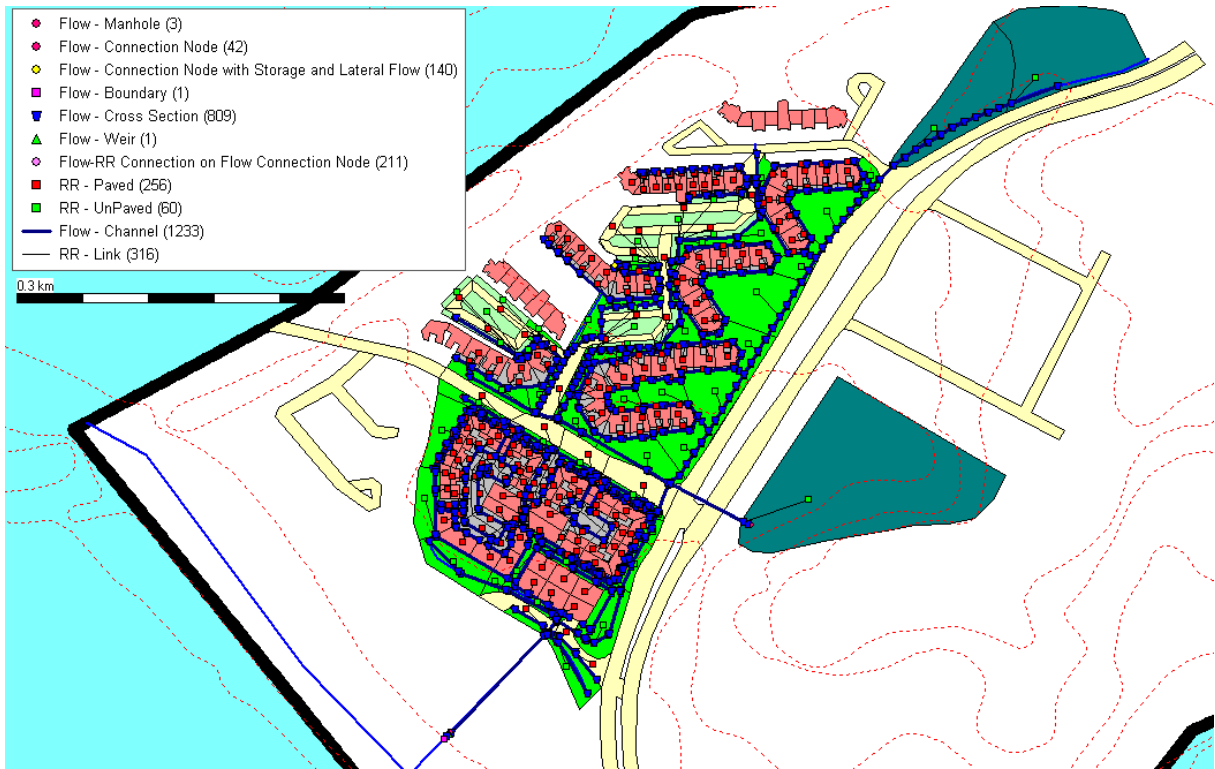 Flow - Manhole (3)
Flow - Connection Node (42)
Flow - Connection Node with Storage and Lateral Flow (140)
Flow - Boundary (1)
Flow - Cross Section (809)
Flow - Weir (1)
Flow-RR Connection on Flow Connection Node (211)
RR - Paved (256)
RR - UnPaved (60)
Flow - Channel (1233)
RR - Link (316)
0.3 km